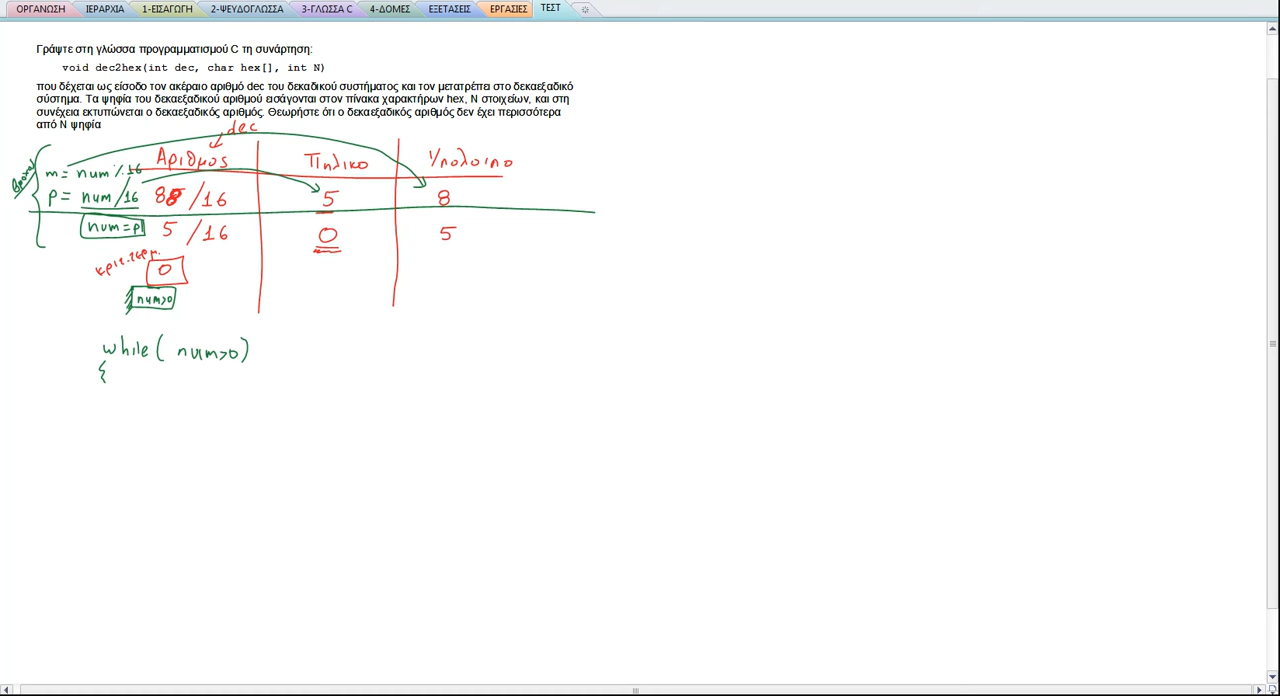 ΟΡΓΑΝΩΣΗ ΙΕΡΑΡΧΙΑ 1-ΕΙΣΑΓΩΓΗ 2-ΨΕΥΔΟΓΛΩΣΣΑ 3-ΓΛΩΣΣΑ C 4-ΔΟΜΕΣ ΕΞΕΤΑΣΕΙΣ ΕΡΓΑΣΙΕΣ ΤΕΣΤ
Γράψτε στη γλώσσα προγραμματισμού C τη συνάρτηση:
void dec2hex(int dec, char hex[], int N)
που δέχεται ως είσοδο τον ακέραιο αριθμό dec του δεκαδικού συστήματος και τον μετατρέπει στο δεκαεξαδικό
σύστημα. Τα ψηφία του δεκαεξαδικού αριθμού εισάγονται στον πίνακα χαρακτήρων hex, N στοιχείων, και στη
συνέχεια εκτυπώνεται ο δεκαεξαδικός αριθμός. Θεωρήστε ότι ο δεκαεξαδικός αριθμός δεν έχει περισσότερα
από N ψηφία
dec
Αριθμος Πηλικο Υπολοιπο
m = num % 16
p = num/16 88 /16 5 8
num = p 5 /16 0 5
κριτ.τερμ.
0
num>0
while( num>0)
{